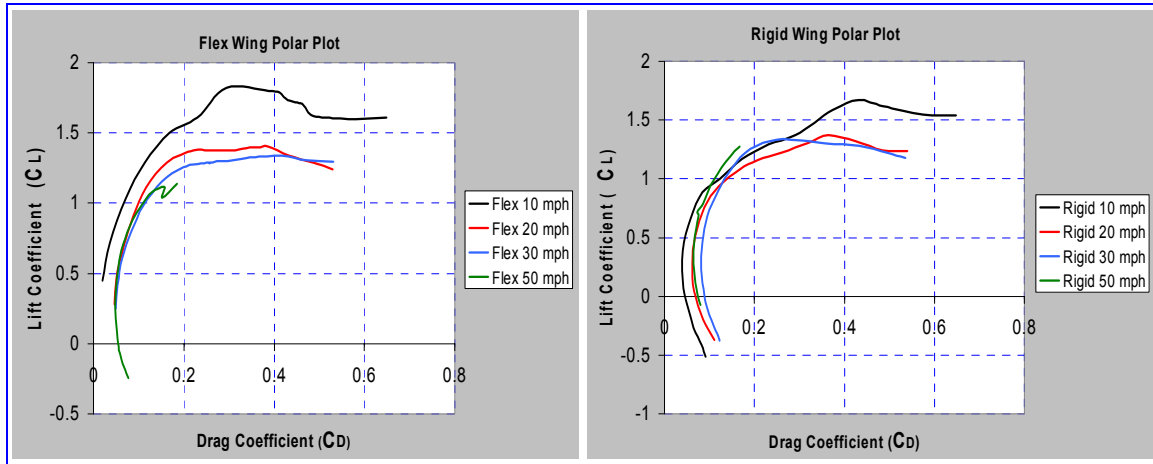 Flex Wing Polar Plot
2
1.5
1
0.5
0
-0.5
0
0.2
0.4
0.6
0.8
Lift Coefficient (CL)
Drag Coefficient (CD)
Flex 10 mph
Flex 20 mph
Flex 30 mph
Flex 50 mph
Rigid Wing Polar Plot
2
1.5
1
0.5
0
-0.5
-1
0
0.2
0.4
0.6
0.8
Lift Coefficient ( CL)
Drag Coefficient (CD)
Rigid 10 mph
Rigid 20 mph
Rigid 30 mph
Rigid 50 mph